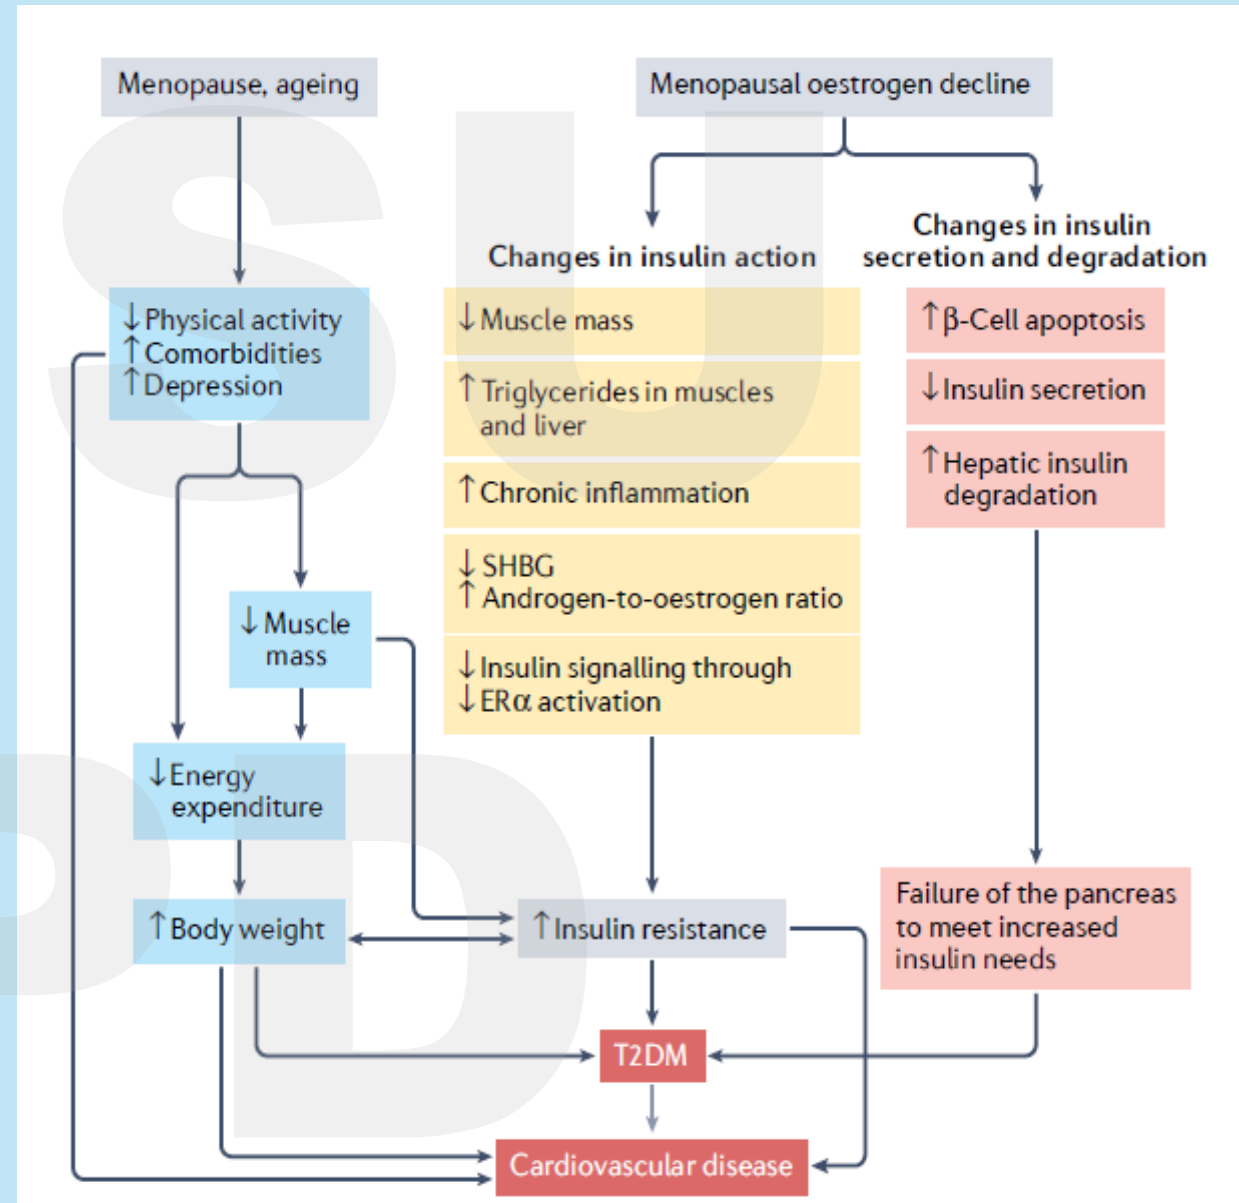 Menopause, ageing
Menopausal oestrogen decline
Changes in insulin action
Changes in insulin
secretion and degradation
↓Physical activity
↑Comorbidities
↑Depression
↓Muscle mass
↑Triglycerides in muscles
and liver
↑Chronic inflammation
↓SHBG
↑Androgen-to-oestrogen ratio
↓Insulin signalling through
↓ERα activation
↑β-Cell apoptosis
↓Insulin secretion
↑Hepatic insulin
degradation
↓Muscle
mass
↓Energy
expenditure
↑Body weight
↑Insulin resistance
Failure of the pancreas
to meet increased
insulin needs
T2DM
Cardiovascular disease
SU
PD